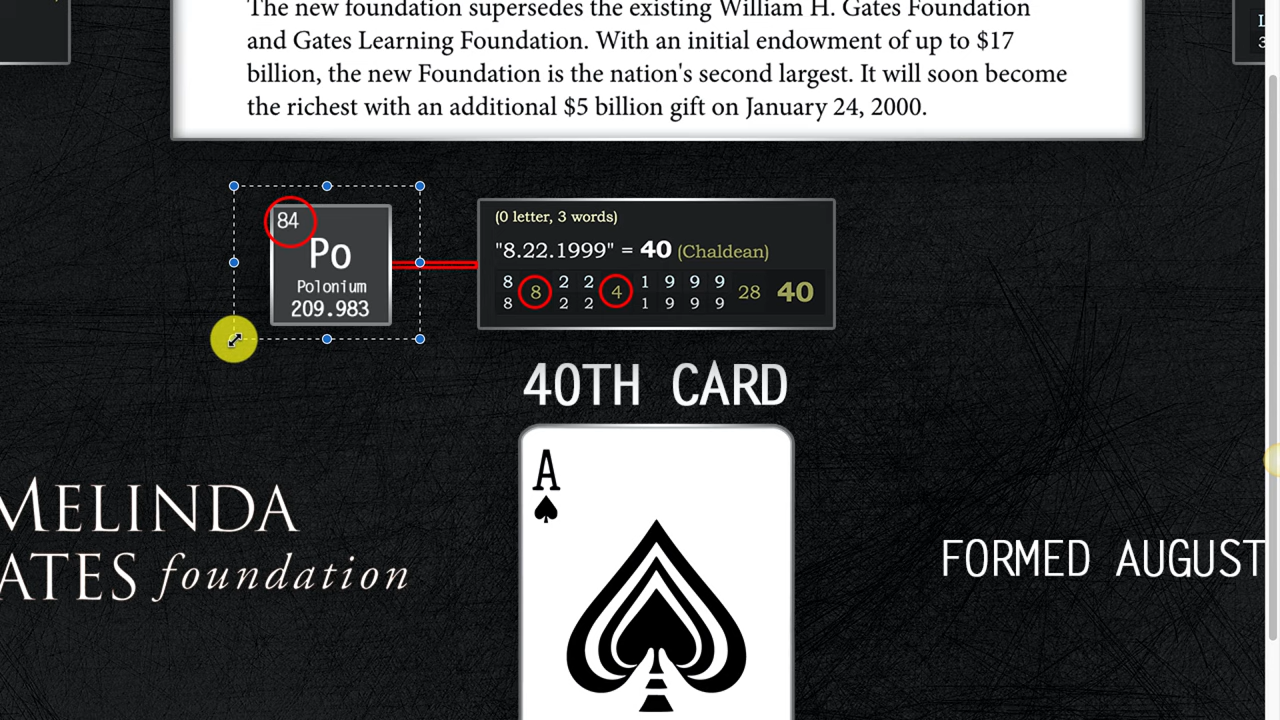 The new foundation supersedes the existing William H. Gates Foundation
and Gates Learning Foundation. With an initial endowment of up to $17
billion, the new Foundation is the nation's second largest. It will soon become
the richest with an additional $5 billion gift on January 24, 2000.
84
Po
Polonium
209.983
(0 letter, 3 words)
"8.22.1999" = 40 (Chaldean)
8 8 2 2 4 1 9 9 9 28 40
8 2 2 1 9 9 9
40TH CARD
A
MELINDA
ATES foundation
FORMED AUGUST